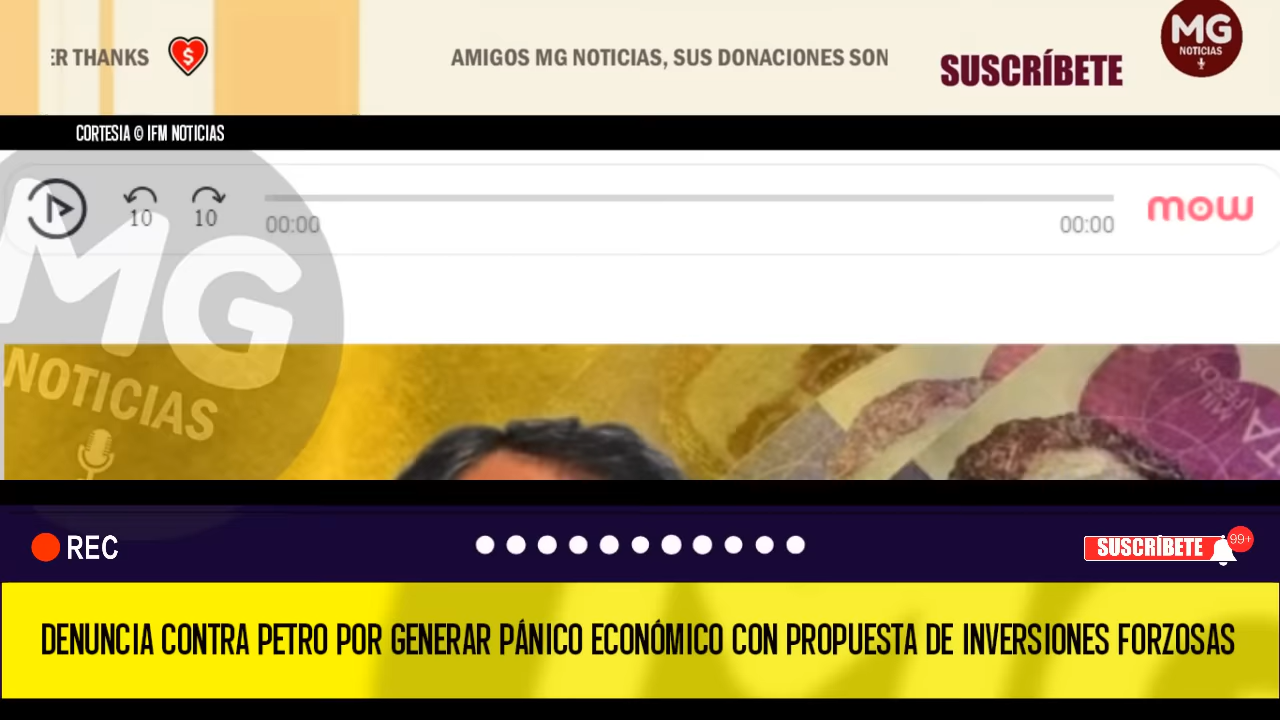 ER THANKS
AMIGOS MG NOTICIAS, SUS DONACIONES SON
SUSCRÍBETE
MG
NOTICIAS
CORTESIA © IFM NOTICIAS
10
10
00:00
00:00
mow
MG
NOTICIAS
MIL
PESOS
REC
SUSCRÍBETE
99+
DENUNCIA CONTRA PETRO POR GENERAR PÁNICO ECONÓMICO CON PROPUESTA DE INVERSIONES FORZOSAS